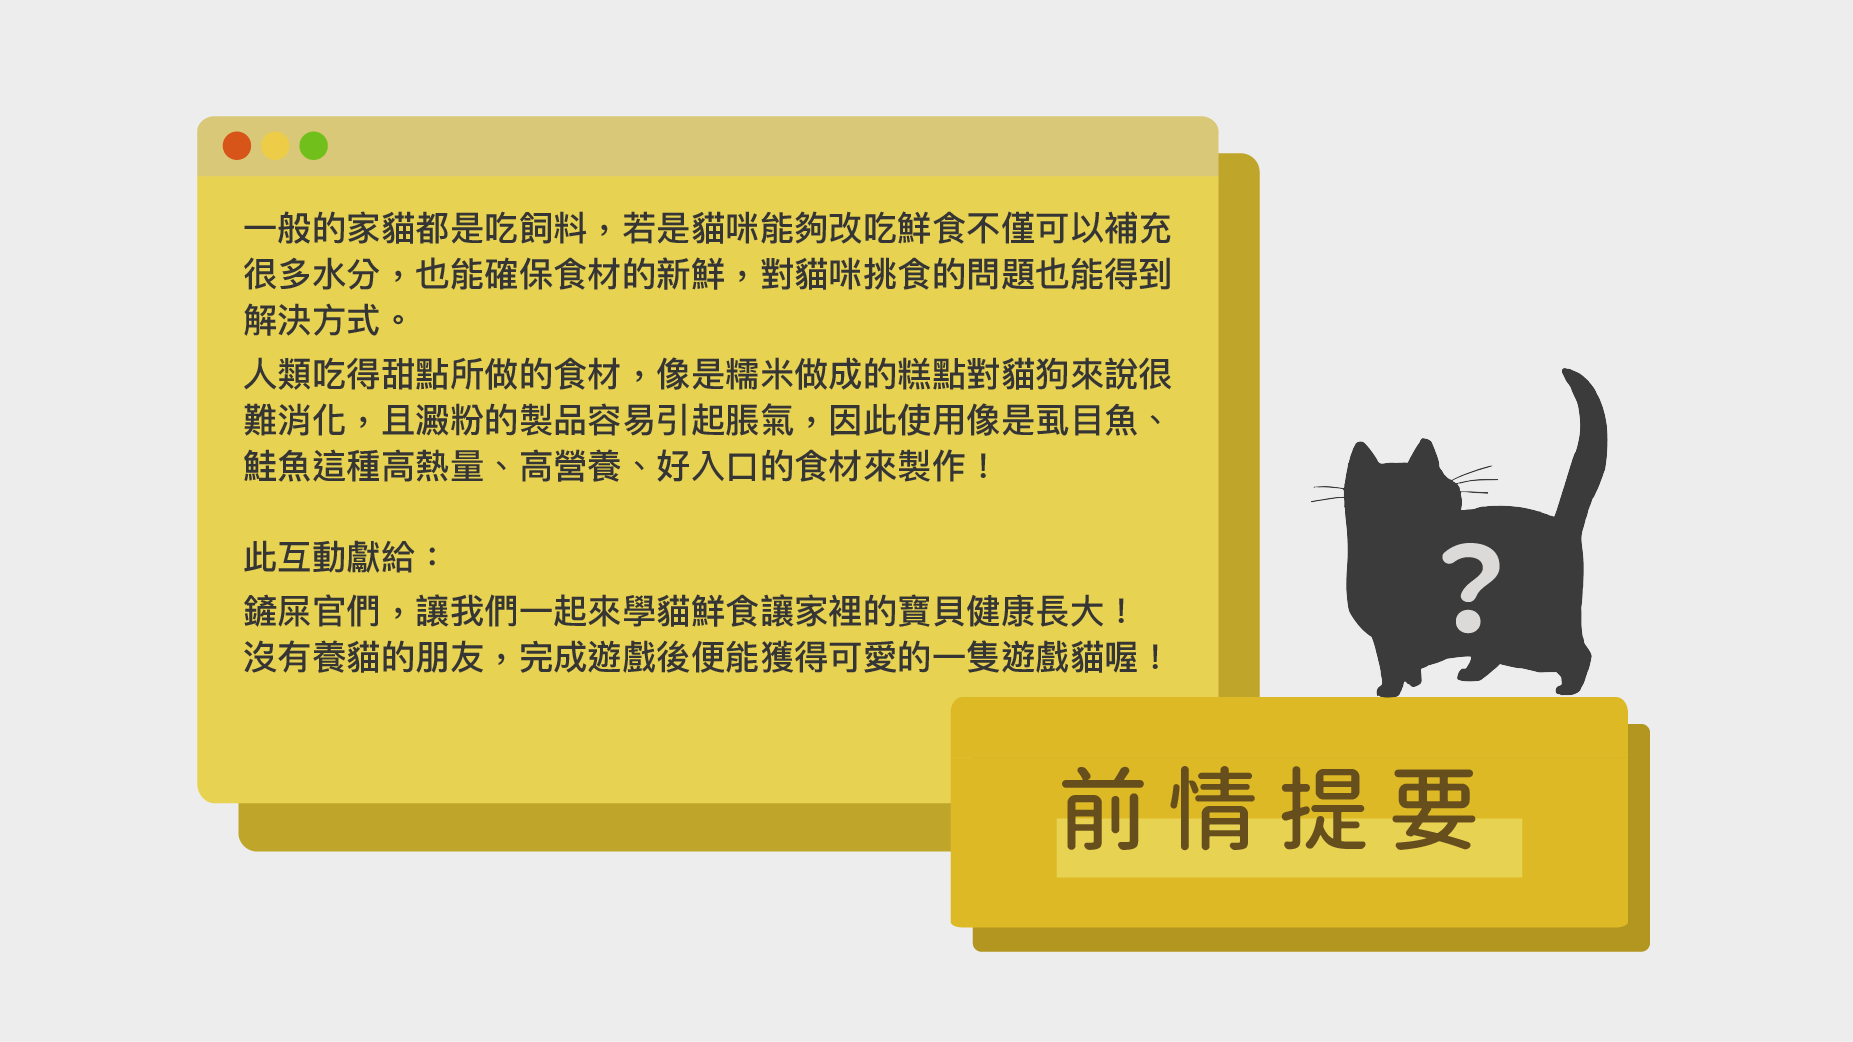 一般的家貓都是吃飼料，若是貓咪能夠改吃鮮食不僅可以補充
很多水分，也能確保食材的新鮮，對貓咪挑食的問題也能得到
解決方式。
人類吃得甜點所做的食材，像是糯米做成的糕點對貓狗來說很
難消化，且澱粉的製品容易引起脹氣，因此使用像是虱目魚、
鮭魚這種高熱量、高營養、好入口的食材來製作！
此互動獻給：
鏟屎官們，讓我們一起來學貓鮮食讓家裡的寶貝健康長大！
沒有養貓的朋友，完成遊戲後便能獲得可愛的一隻遊戲貓喔！
?
前情提要